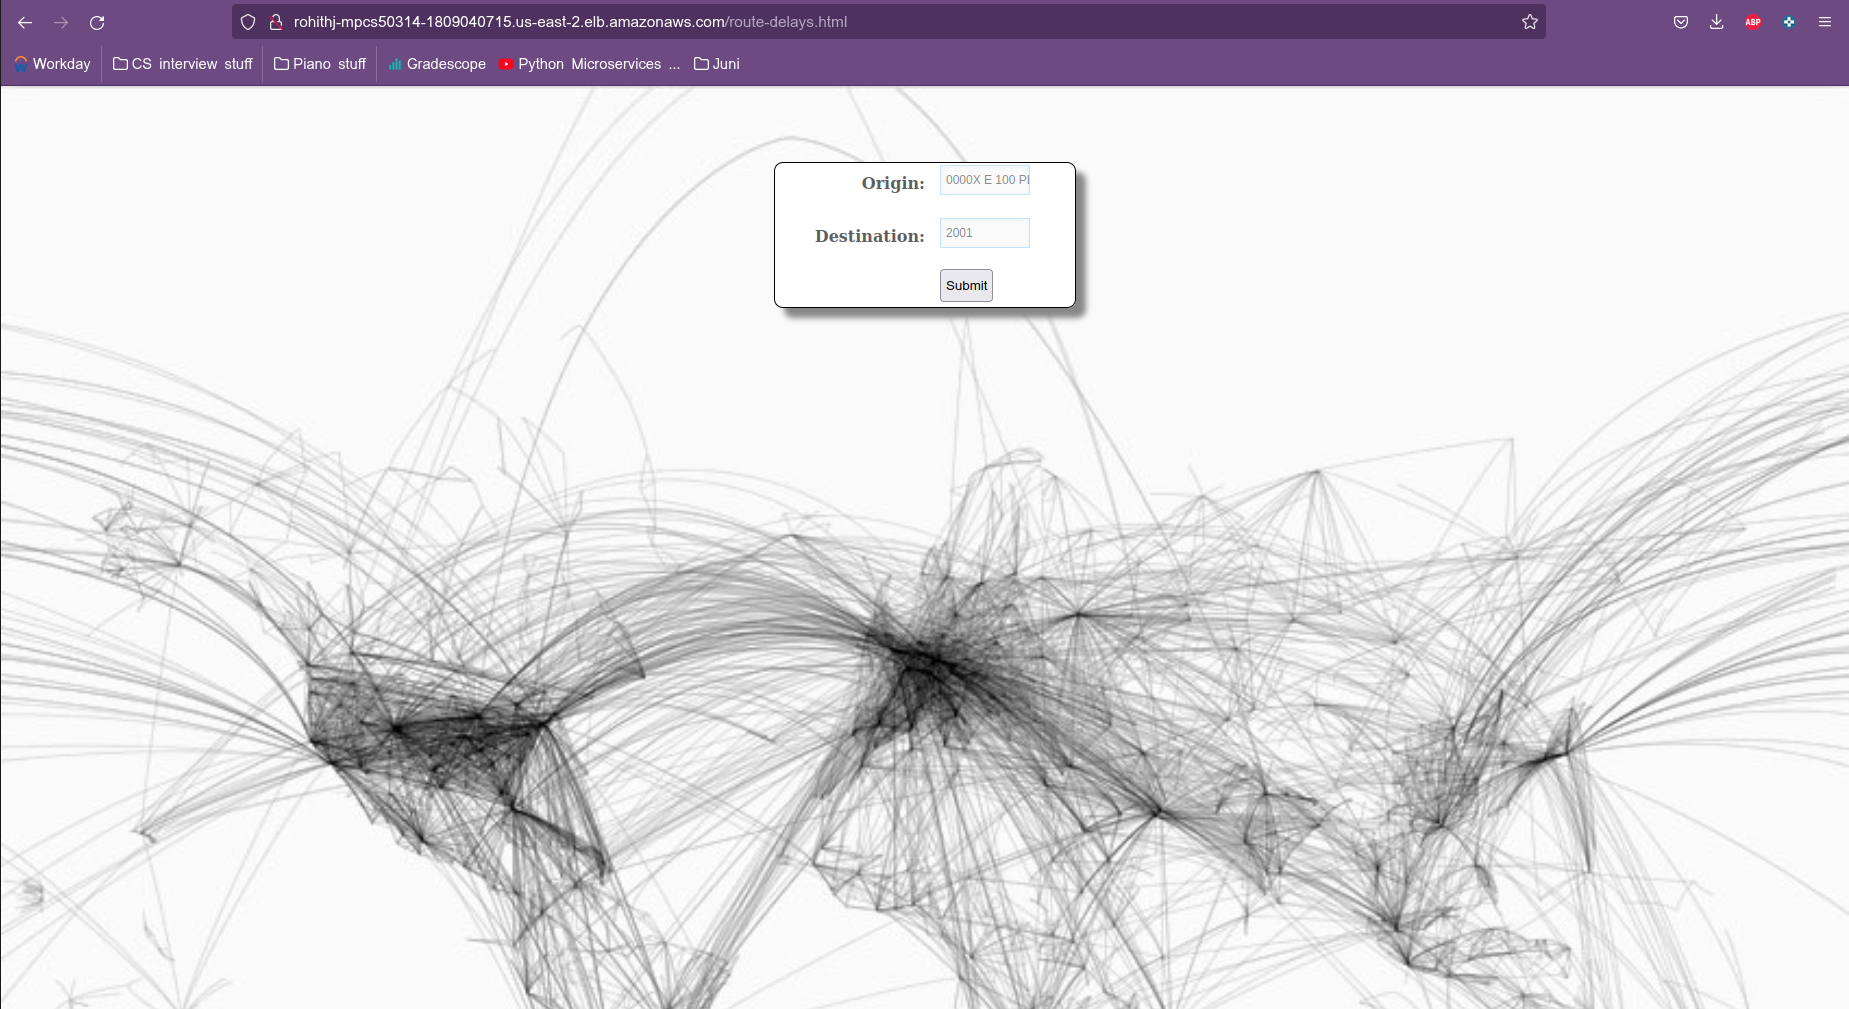 rohithj-mpcs50314-1809040715.us-east-2.elb.amazonaws.com/route-delays.html
ABP
Workday CS interview stuff Piano stuff Gradescope Python Microservices ... Juni
Origin: 0000X E 100 Pl
Destination: 2001
Submit